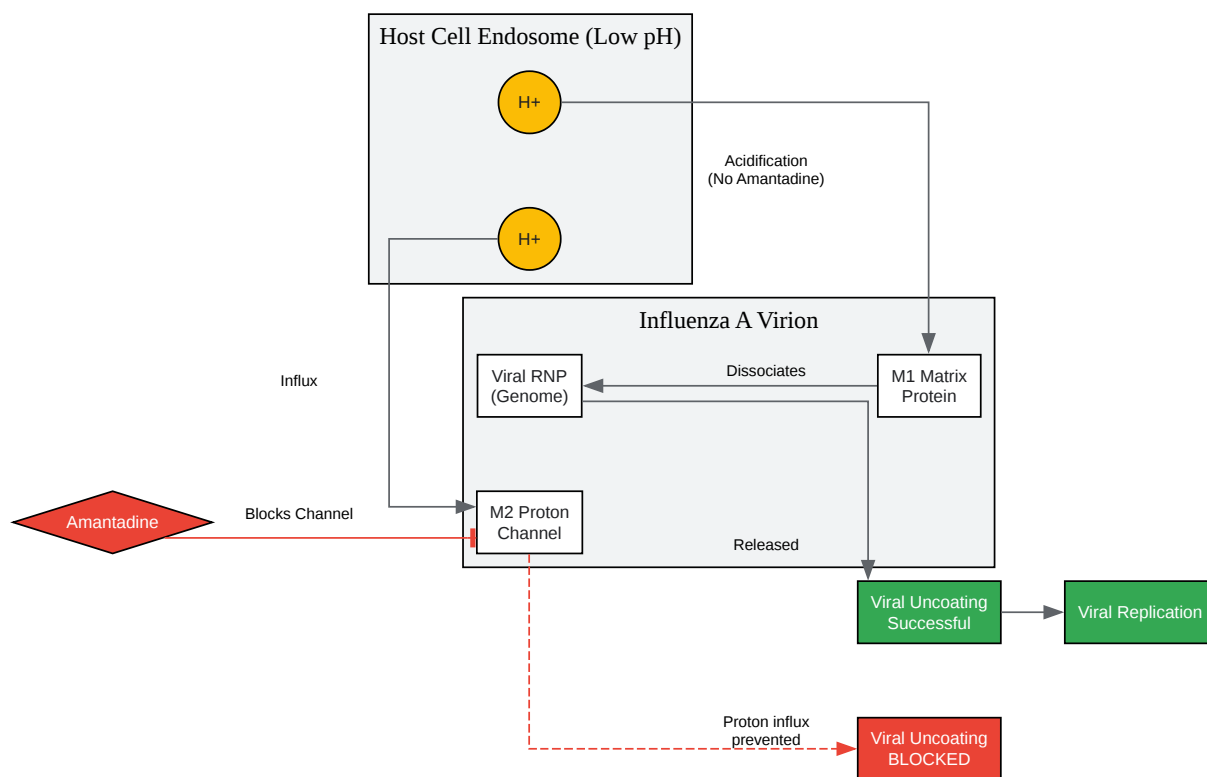 Host Cell Endosome (Low pH)
H+
Acidification
(No Amantadine)
H+
Influenza A Virion
Viral RNP
(Genome)
Dissociates
M1 Matrix
Protein
Influx
Amantadine
Blocks Channel
M2 Proton
Channel
Released
Viral Uncoating
Successful
Viral Replication
Proton influx
prevented
Viral Uncoating
BLOCKED